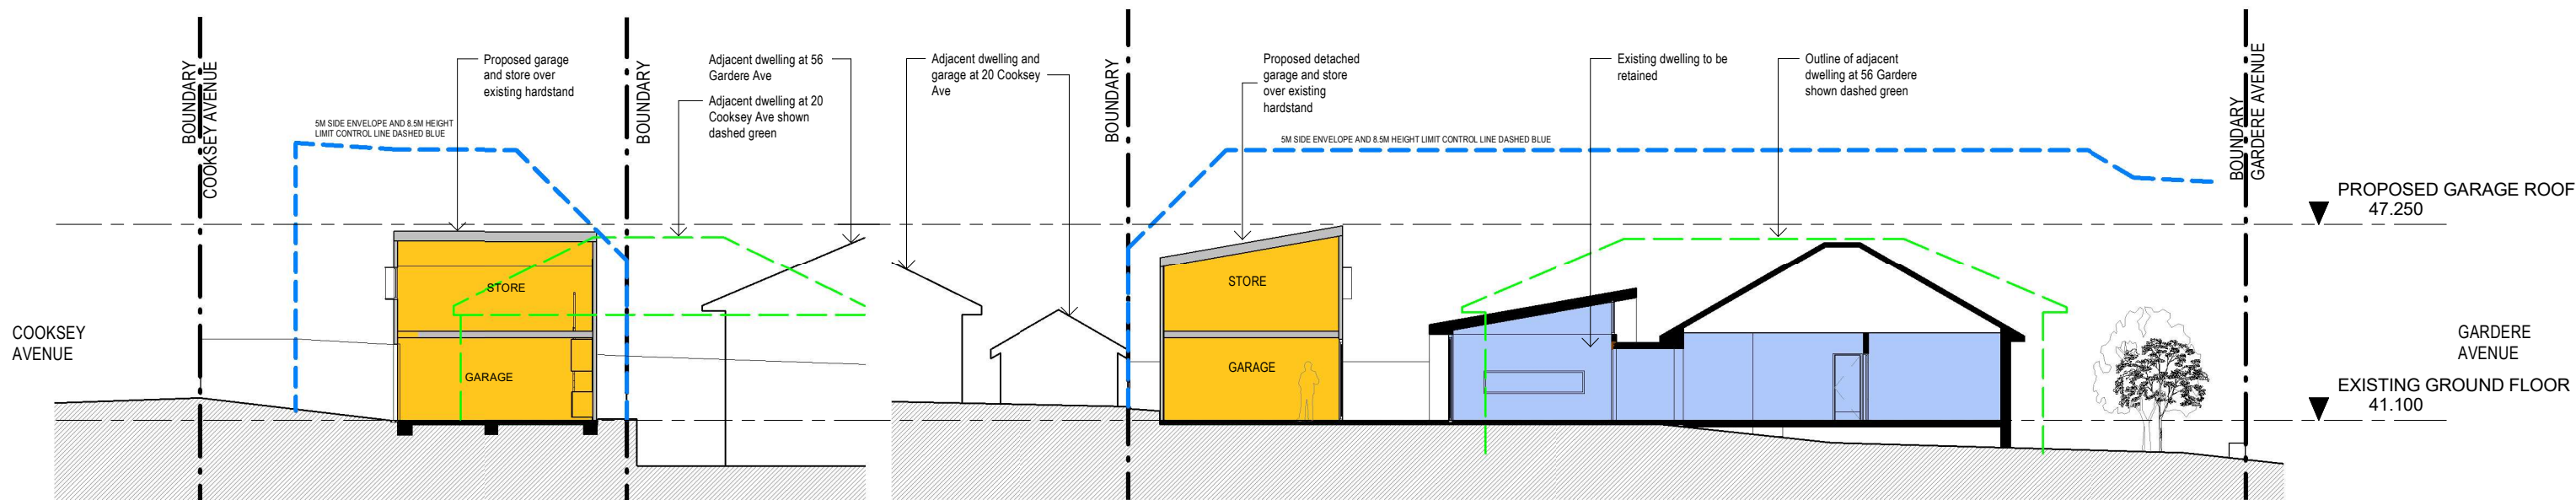 BOUNDARY
COOKSEY AVENUE
Proposed garage
and store over
existing hardstand
5M SIDE ENVELOPE AND 8.5M HEIGHT
LIMIT CONTROL LINE DASHED BLUE
BOUNDARY
Adjacent dwelling at 56
Gardere Ave
Adjacent dwelling at 20
Cooksey Ave shown
dashed green
STORE
GARAGE
COOKSEY
AVENUE
Adjacent dwelling and
garage at 20 Cooksey
Ave
BOUNDARY
Proposed detached
garage and store
over existing
hardstand
5M SIDE ENVELOPE AND 8.5M HEIGHT LIMIT CONTROL LINE DASHED BLUE
Existing dwelling to be
retained
Outline of adjacent
dwelling at 56 Gardere
shown dashed green
BOUNDARY
GARDERE AVENUE
STORE
GARAGE
PROPOSED GARAGE ROOF
47.250
GARDERE
AVENUE
EXISTING GROUND FLOOR
41.100